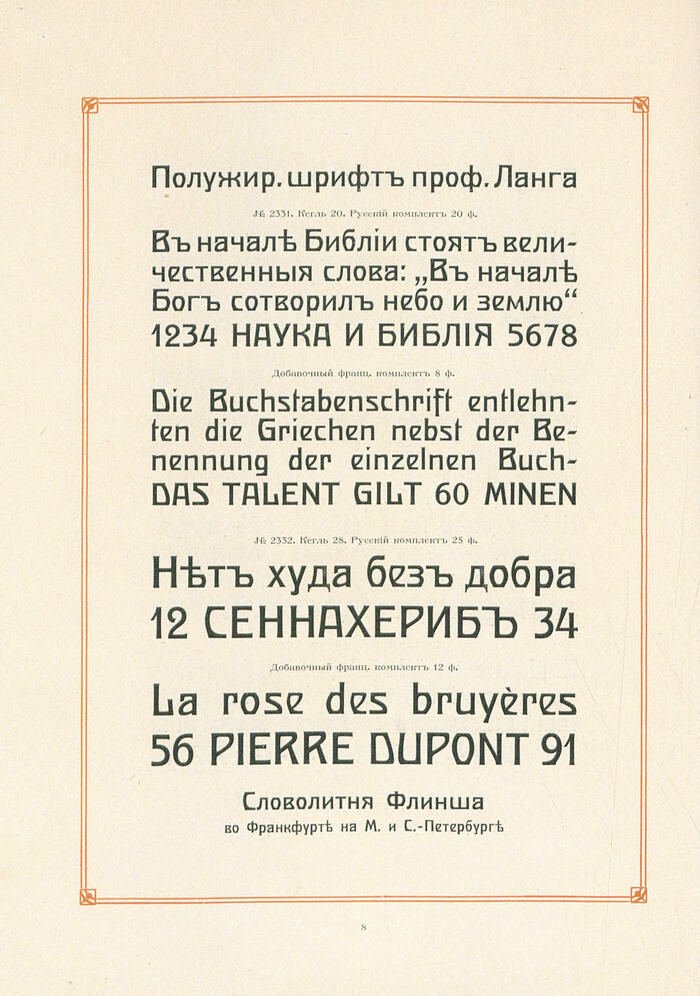 Полужир. шрифтъ проф. Ланга
№ 2331. Кегль 20. Русскій комплектъ 20 ф.
Въ началѣ Библіи стоятъ вели-
чественныя слова: „Въ началѣ
Богъ сотворилъ небо и землю“
1234 НАУКА И БИБЛІЯ 5678
Добавочный франц. комплектъ 8 ф.
Die Buchstabenschrift entlehn-
ten die Griechen nebst der Be-
nennung der einzelnen Buch-
DAS TALENT GILT 60 MINEN
№ 2332. Кегль 28. Русскій комплектъ 25 ф.
Нѣтъ худа безъ добра
12 СЕННАХЕРИБЪ 34
Добавочный франц. комплектъ 12 ф.
La rose des bruyères
56 PIERRE DUPONT 91
Словолитня Флинша
во Франкфуртѣ на М. и С.-Петербургѣ
8